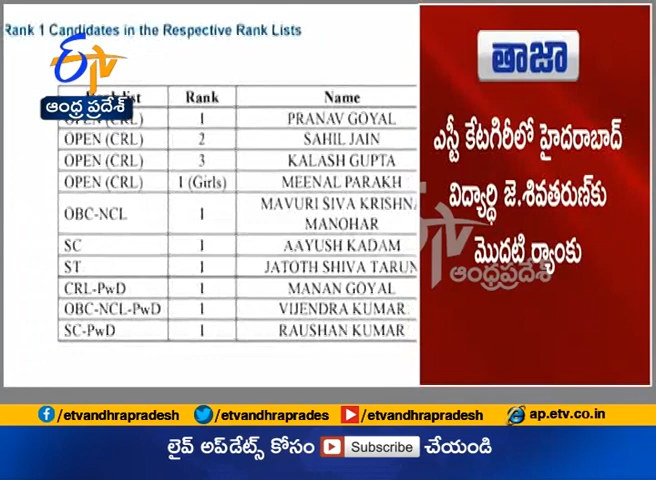 Rank 1 Candidates in the Respective Rank Lists
ఆంధ్ర ప్రదేశ్
Rank Name
OPEN (CRL) 1 PRANAV GOYAL
OPEN (CRL) 2 SAHIL JAIN
OPEN (CRL) 3 KALASH GUPTA
OPEN (CRL) 1 (Girls) MEENAL PARAKH
OBC-NCL 1 MAVURI SIVA KRISHNA
MANOHAR
SC 1 AAYUSH KADAM
ST 1 JATOTH SHIVA TARUN
CRL-PwD 1 MANAN GOYAL
OBC-NCL-PwD 1 VIJENDRA KUMAR
SC-PwD 1 RAUSHAN KUMAR
తాజా
ఎస్టీ కేటగిరీలో హైదరాబాద్
విద్యార్థి జె.శివతరుణ్‌కు
మొదటి ర్యాంకు
ఆంధ్రప్రదేశ్
/etvandhrapradesh /etvandhraprades /etvandhrapradesh ap.etv.co.in
లైవ్ అప్‌డేట్స్ కోసం Subscribe చేయండి